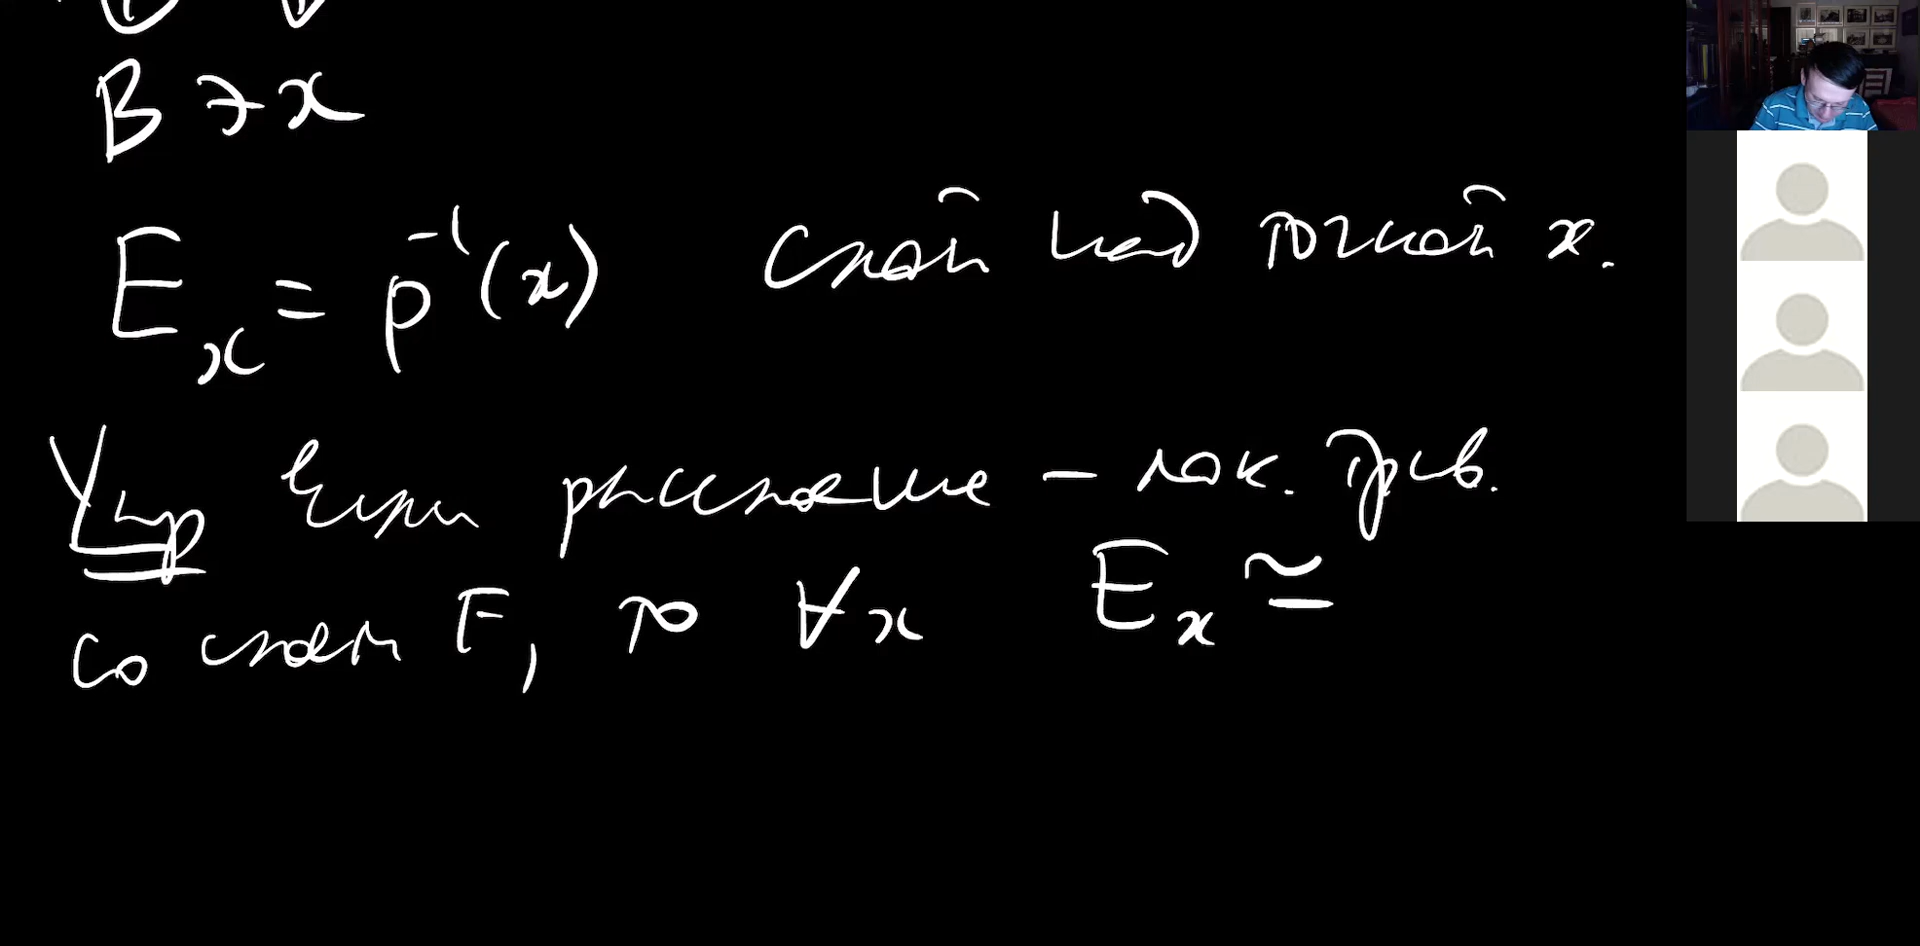 B ∋ x
E_x = p^{-1}(x) слой над точкой x.
Упр Если расслоение – лок. трив.
со слоем F, то ∀x E_x ≃